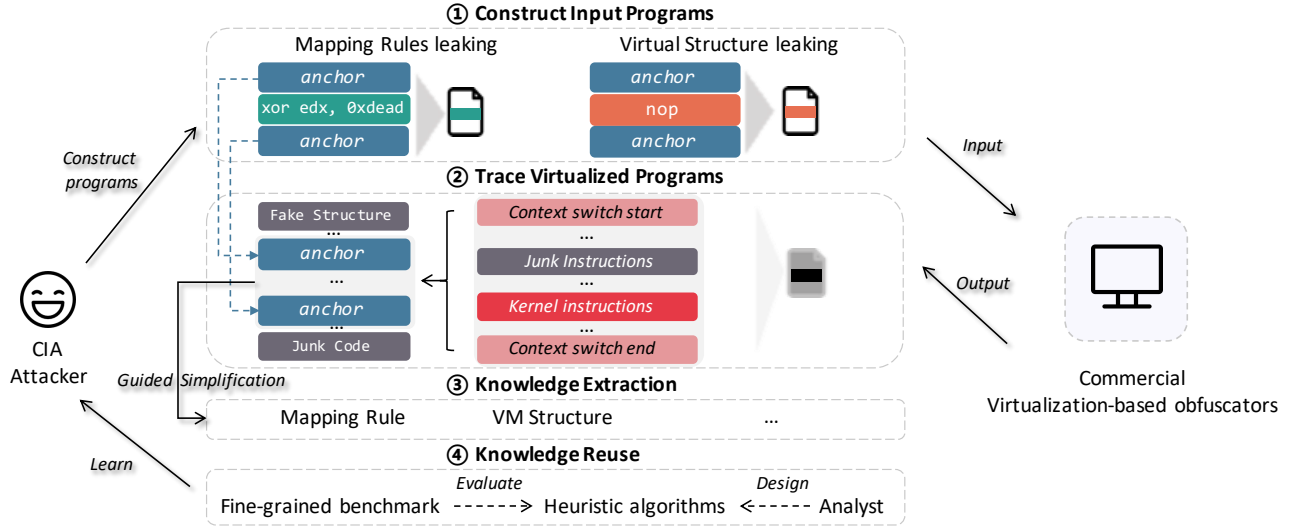 ① Construct Input Programs
Mapping Rules leaking
Virtual Structure leaking
anchor
xor edx, 0xdead
anchor
anchor
nop
anchor
Construct
programs
Input
② Trace Virtualized Programs
Fake Structure
...
anchor
...
anchor
...
Junk Code
Context switch start
...
Junk Instructions
...
Kernel instructions
...
Context switch end
Output
CIA
Attacker
Commercial
Virtualization-based obfuscators
Guided Simplification
③ Knowledge Extraction
Mapping Rule
VM Structure
...
④ Knowledge Reuse
Learn
Fine-grained benchmark
Evaluate
Heuristic algorithms
Design
Analyst